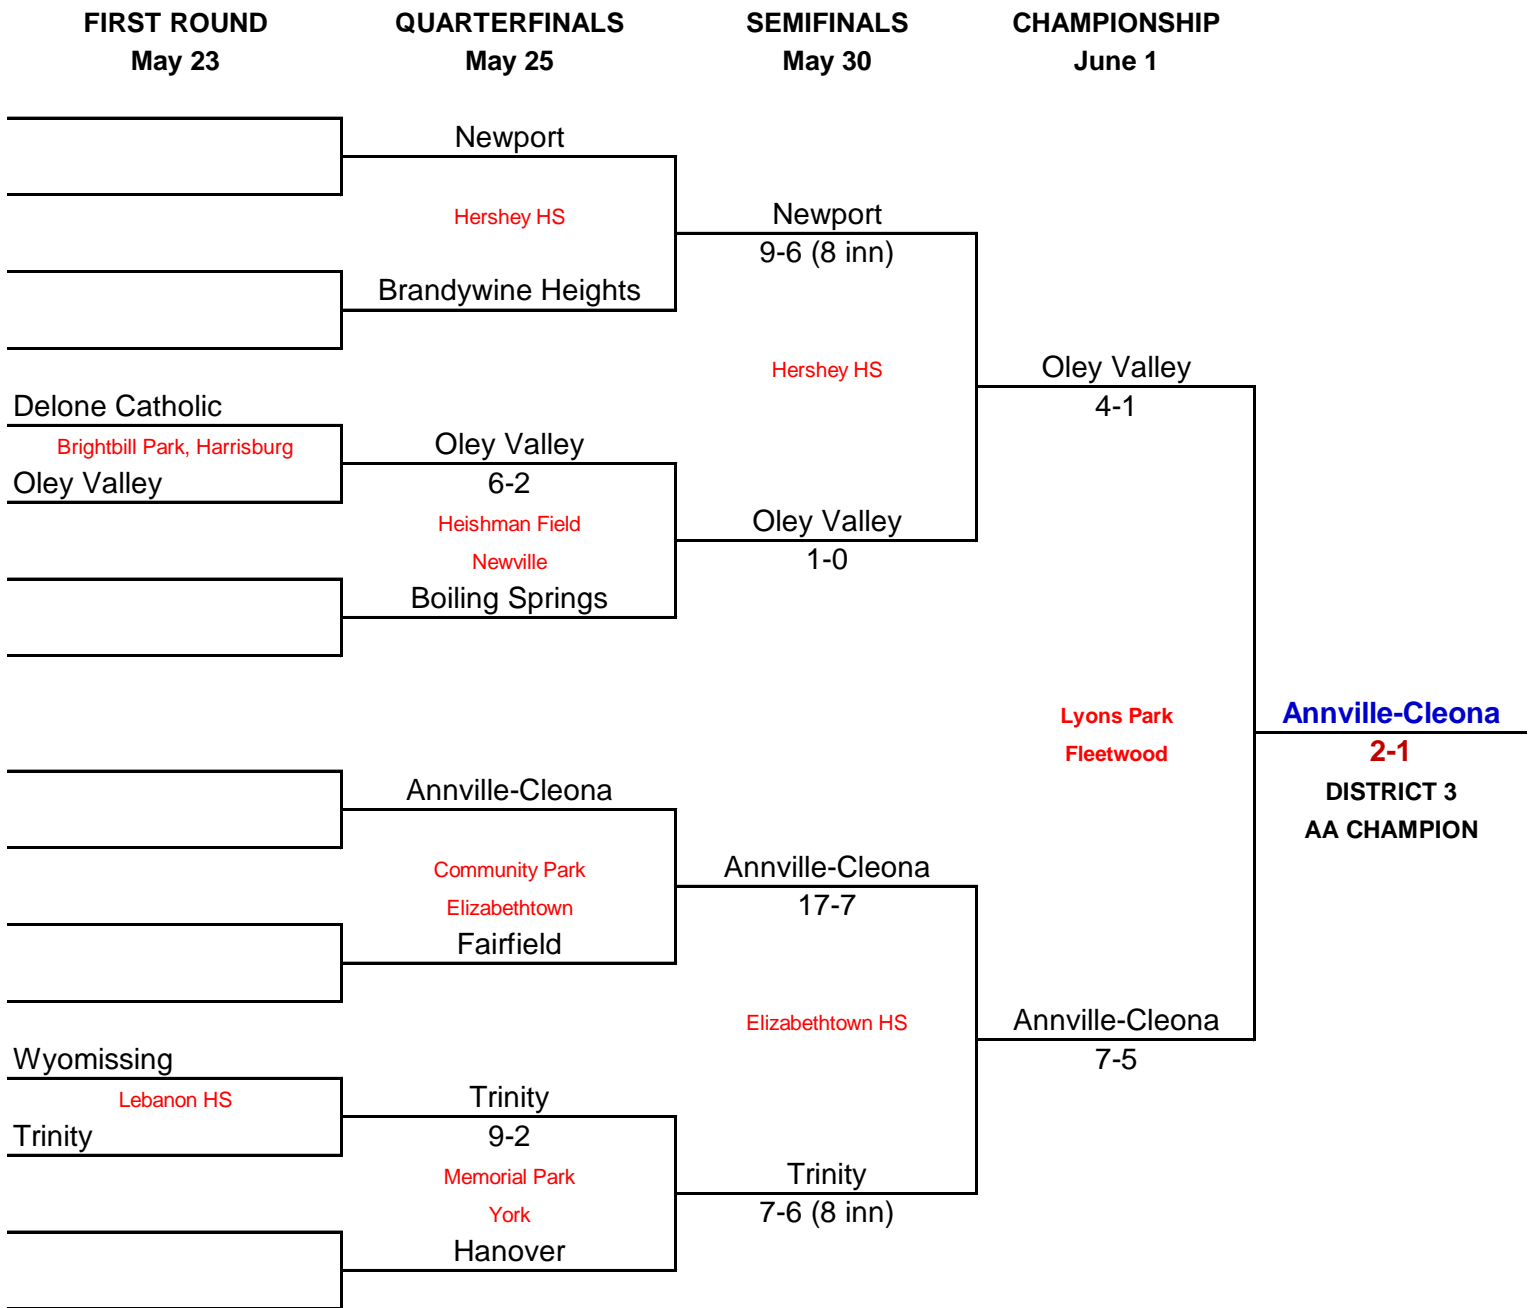 FIRST ROUND
May 23
QUARTERFINALS
May 25
SEMIFINALS
May 30
CHAMPIONSHIP
June 1
Newport
Hershey HS
Brandywine Heights
Newport
9-6 (8 inn)
Hershey HS
Delone Catholic
Brightbill Park, Harrisburg
Oley Valley
Oley Valley
6-2
Heishman Field
Newville
Boiling Springs
Oley Valley
1-0
Oley Valley
4-1
Lyons Park
Fleetwood
Annville-Cleona
2-1
DISTRICT 3
AA CHAMPION
Annville-Cleona
Community Park
Elizabethtown
Fairfield
Annville-Cleona
17-7
Elizabethtown HS
Annville-Cleona
7-5
Wyomissing
Lebanon HS
Trinity
Trinity
9-2
Memorial Park
York
Hanover
Trinity
7-6 (8 inn)